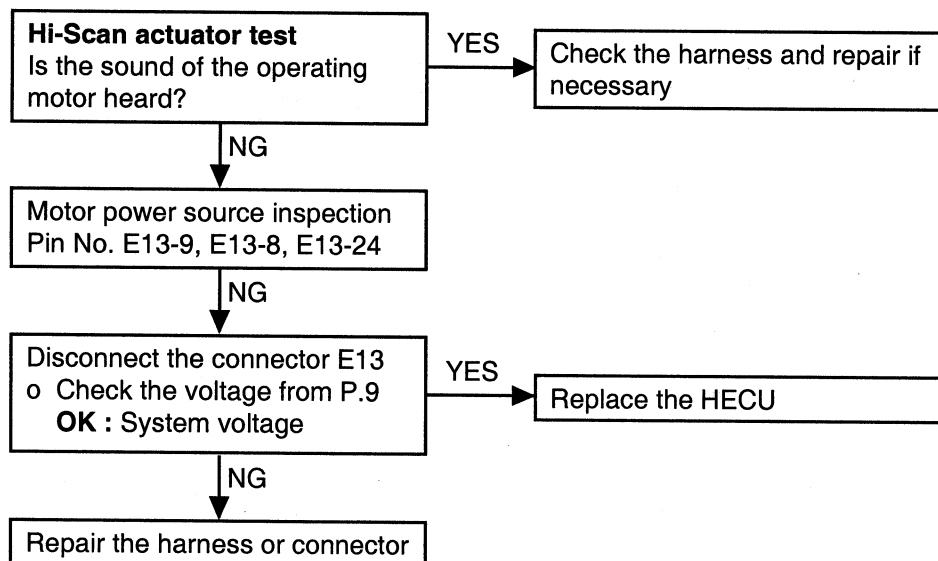 Hi-Scan actuator test
Is the sound of the operating
motor heard?
YES
Check the harness and repair if
necessary
NG
Motor power source inspection
Pin No. E13-9, E13-8, E13-24
NG
Disconnect the connector E13
o Check the voltage from P.9
OK : System voltage
YES
Replace the HECU
NG
Repair the harness or connector